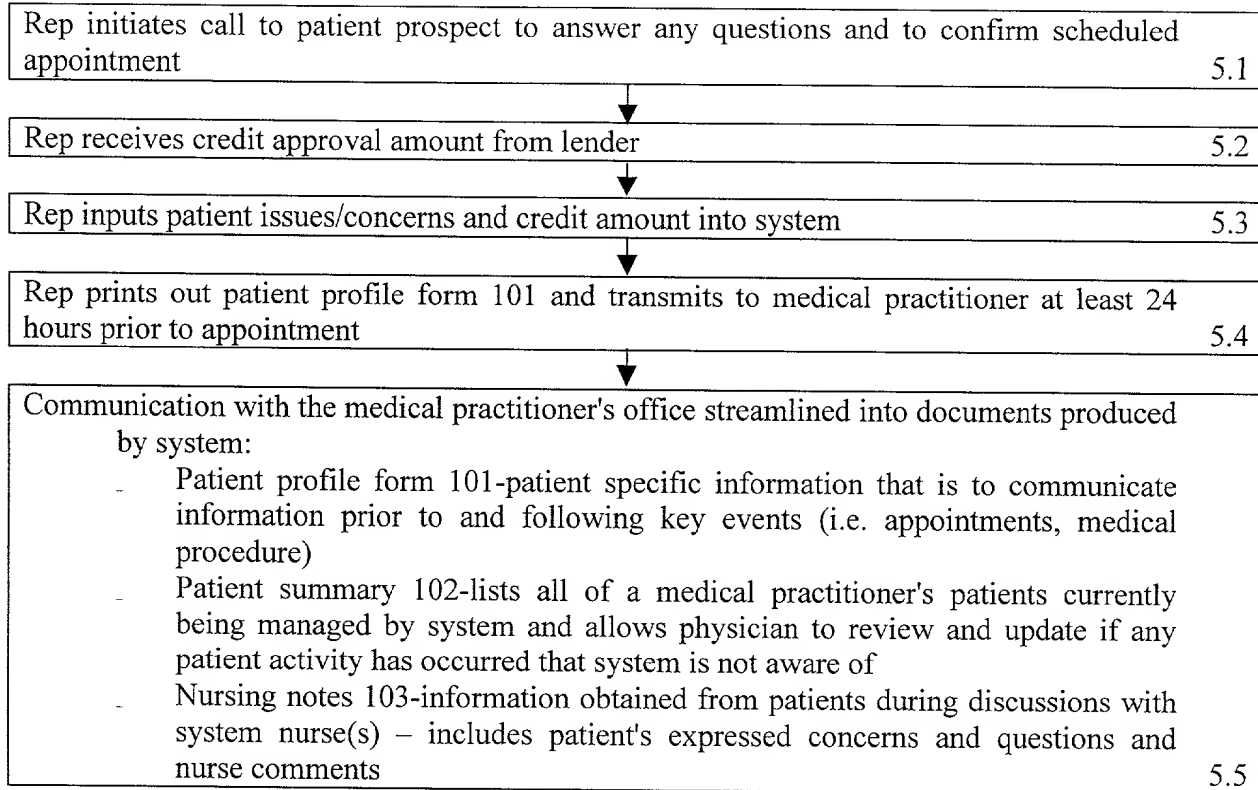 Rep initiates call to patient prospect to answer any questions and to confirm scheduled
appointment
5.1
Rep receives credit approval amount from lender
5.2
Rep inputs patient issues/concerns and credit amount into system
5.3
Rep prints out patient profile form 101 and transmits to medical practitioner at least 24
hours prior to appointment
5.4
Communication with the medical practitioner's office streamlined into documents produced
by system:
- Patient profile form 101-patient specific information that is to communicate
information prior to and following key events (i.e. appointments, medical
procedure)
- Patient summary 102-lists all of a medical practitioner's patients currently
being managed by system and allows physician to review and update if any
patient activity has occurred that system is not aware of
- Nursing notes 103-information obtained from patients during discussions with
system nurse(s) – includes patient's expressed concerns and questions and
nurse comments
5.5